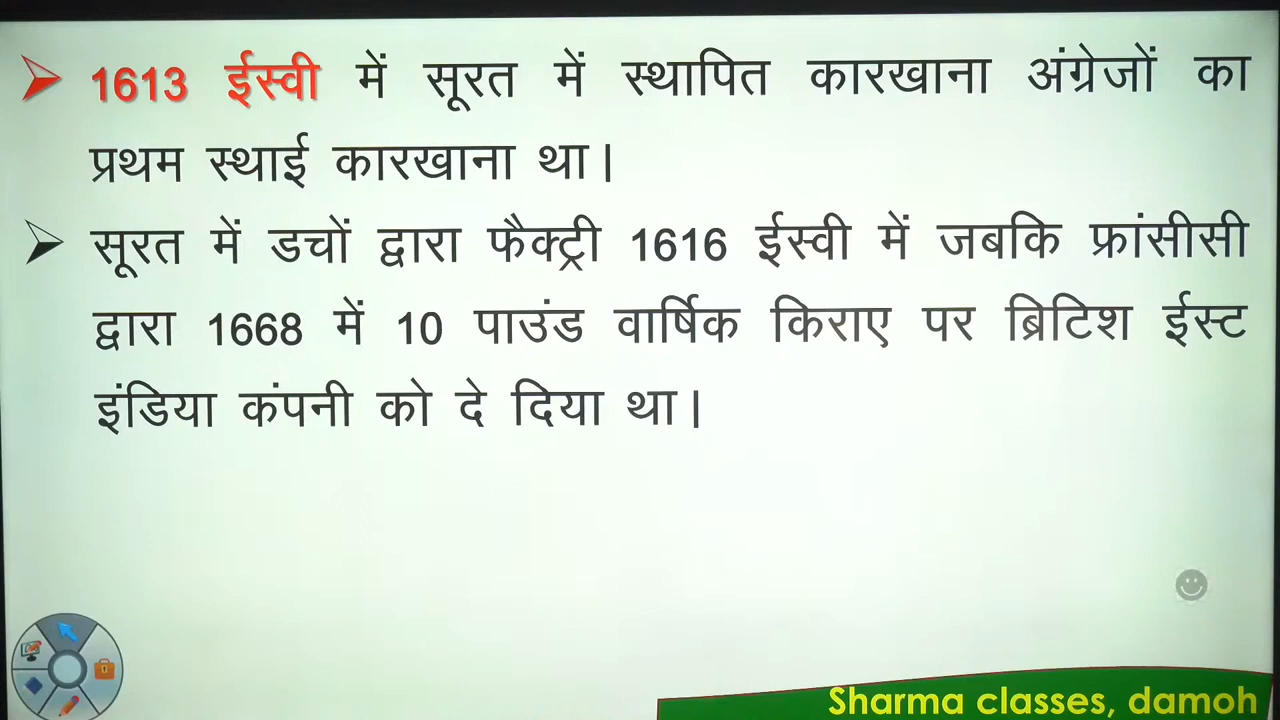 1613 ईस्वी में सूरत में स्थापित कारखाना अंग्रेजों का
प्रथम स्थाई कारखाना था।
सूरत में डचों द्वारा फैक्ट्री 1616 ईस्वी में जबकि फ्रांसीसी
द्वारा 1668 में 10 पाउंड वार्षिक किराए पर ब्रिटिश ईस्ट
इंडिया कंपनी को दे दिया था।
Sharma classes, damoh